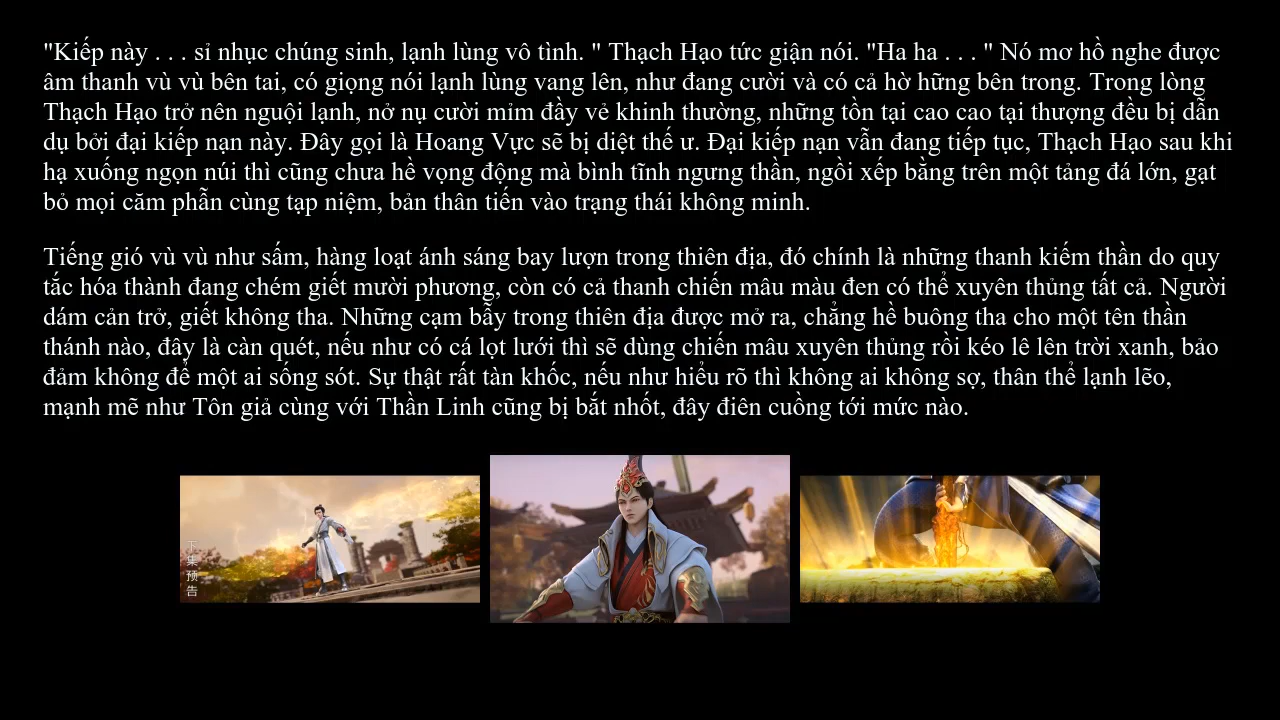 "Kiếp này . . . sỉ nhục chúng sinh, lạnh lùng vô tình. " Thạch Hạo tức giận nói. "Ha ha . . . " Nó mơ hồ nghe được
âm thanh vù vù bên tai, có giọng nói lạnh lùng vang lên, như đang cười và có cả hờ hững bên trong. Trong lòng
Thạch Hạo trở nên nguội lạnh, nở nụ cười mỉm đầy vẻ khinh thường, những tồn tại cao cao tại thượng đều bị dẫn
dụ bởi đại kiếp nạn này. Đây gọi là Hoang Vực sẽ bị diệt thế ư. Đại kiếp nạn vẫn đang tiếp tục, Thạch Hạo sau khi
hạ xuống ngọn núi thì cũng chưa hề vọng động mà bình tĩnh ngưng thần, ngồi xếp bằng trên một tảng đá lớn, gạt
bỏ mọi căm phẫn cùng tạp niệm, bản thân tiến vào trạng thái không minh.
Tiếng gió vù vù như sấm, hàng loạt ánh sáng bay lượn trong thiên địa, đó chính là những thanh kiếm thần do quy
tắc hóa thành đang chém giết mười phương, còn có cả thanh chiến mâu màu đen có thể xuyên thủng tất cả. Người
dám cản trở, giết không tha. Những cạm bẫy trong thiên địa được mở ra, chẳng hề buông tha cho một tên thần
thánh nào, đây là càn quét, nếu như có cá lọt lưới thì sẽ dùng chiến mâu xuyên thủng rồi kéo lê lên trời xanh, bảo
đảm không để một ai sống sót. Sự thật rất tàn khốc, nếu như hiểu rõ thì không ai không sợ, thân thể lạnh lẽo,
mạnh mẽ như Tôn giả cùng với Thần Linh cũng bị bắt nhốt, đây điên cuồng tới mức nào.
下集预告